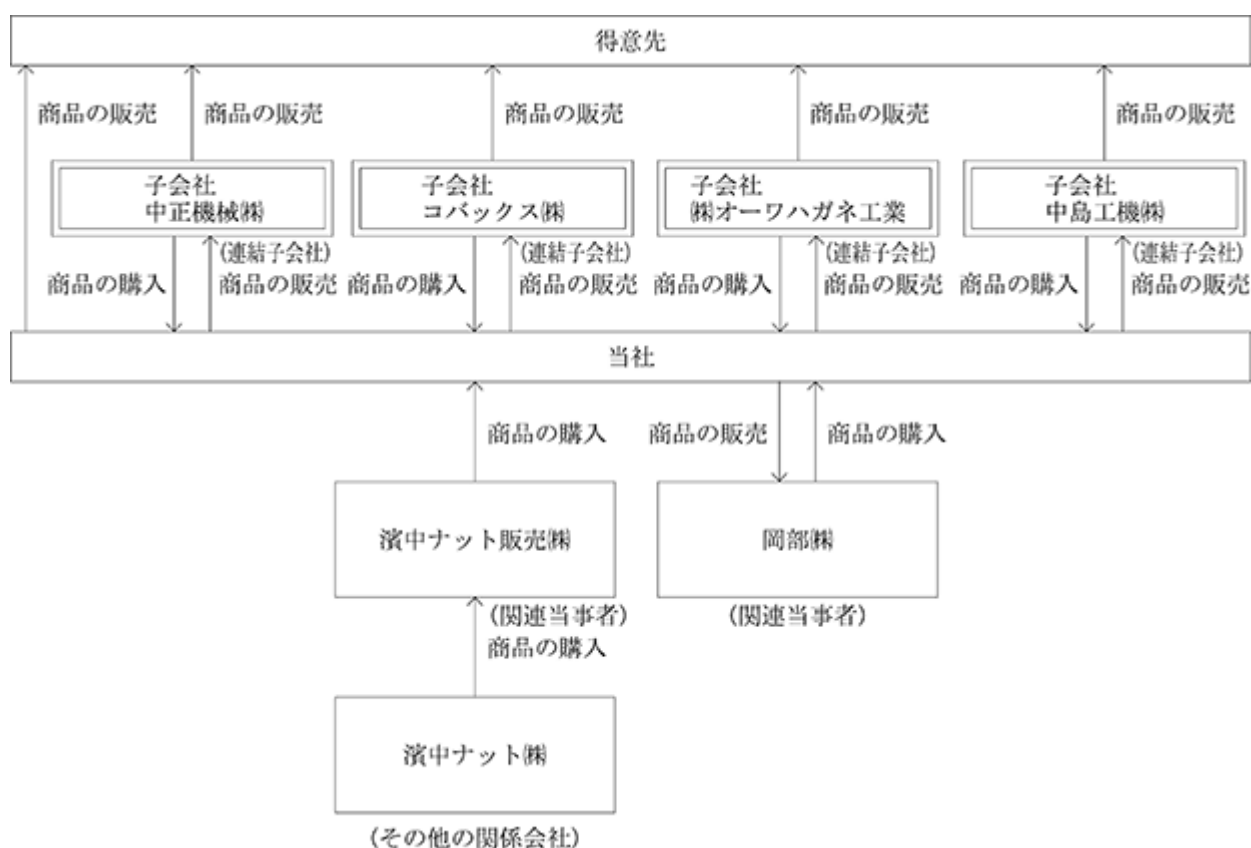 得意先
商品の販売
商品の販売
商品の販売
商品の販売
商品の販売
子会社
中正機械㈱
子会社
コバックス㈱
子会社
㈱オーワハガネ工業
子会社
中島工機㈱
(連結子会社)
(連結子会社)
(連結子会社)
(連結子会社)
商品の購入
商品の販売
商品の購入
商品の販売
商品の購入
商品の販売
商品の購入
商品の販売
当社
商品の購入
商品の販売
商品の購入
濱中ナット販売㈱
岡部㈱
(関連当事者)
(関連当事者)
商品の購入
濱中ナット㈱
(その他の関係会社)